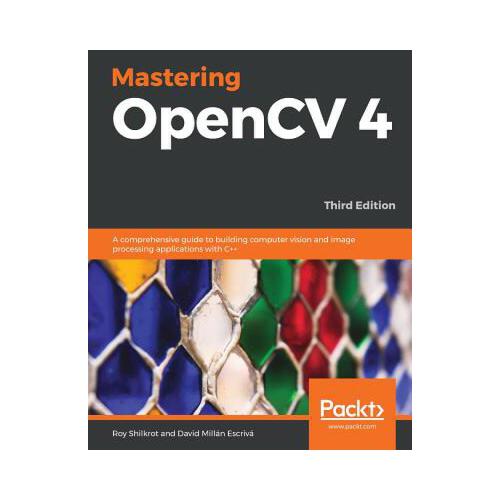 Mastering
OpenCV 4
Third Edition
A comprehensive guide to building computer vision and image
processing applications with C++
Packt>
www.packt.com
Roy Shilkrot and David Millán Escrivá